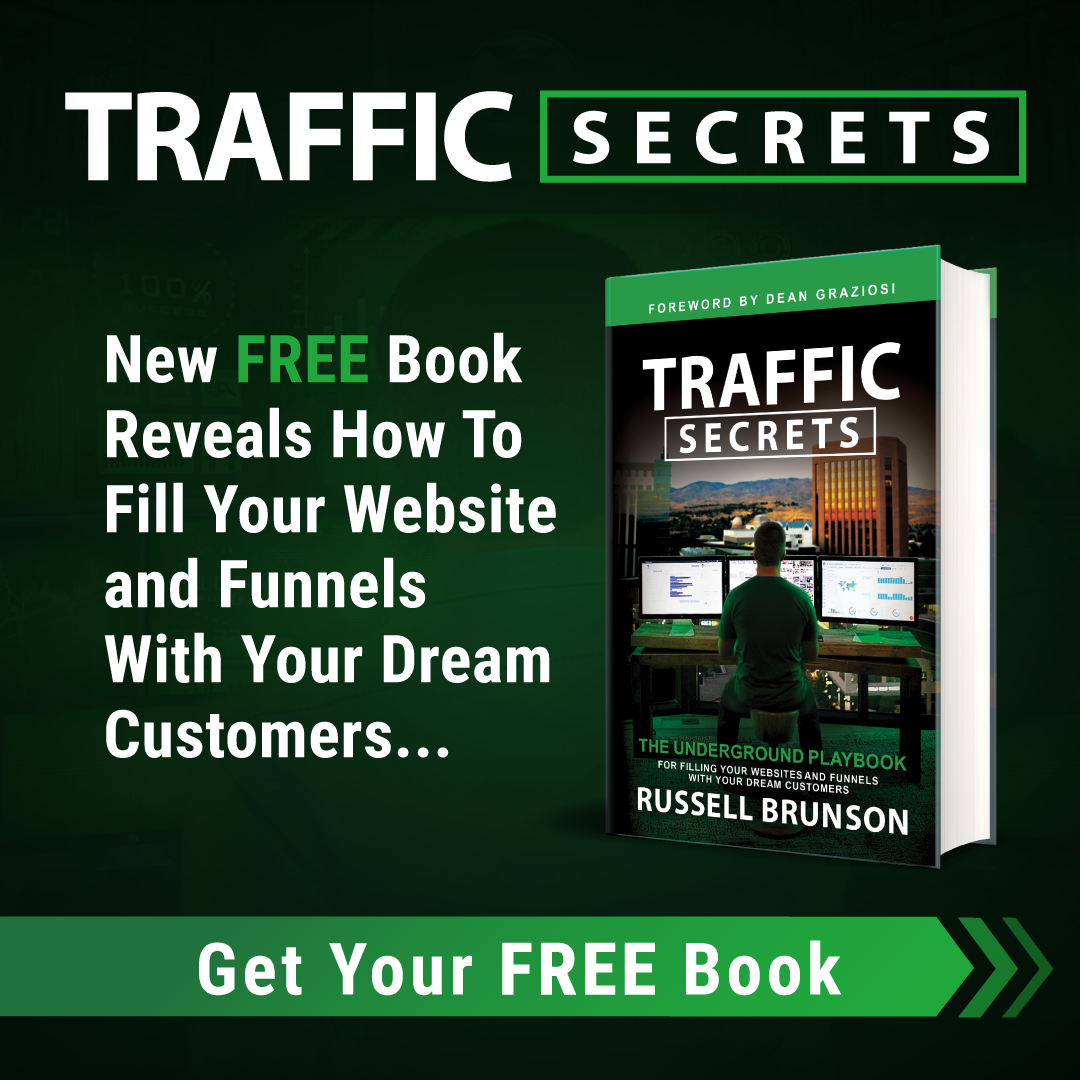 TRAFFIC SECRETS
New FREE Book
Reveals How To
Fill Your Website
and Funnels
With Your Dream
Customers...
FOREWORD BY DEAN GRAZIOSI
TRAFFIC
SECRETS
THE UNDERGROUND PLAYBOOK
FOR FILLING YOUR WEBSITES AND FUNNELS
WITH YOUR DREAM CUSTOMERS
RUSSELL BRUNSON
Get Your FREE Book